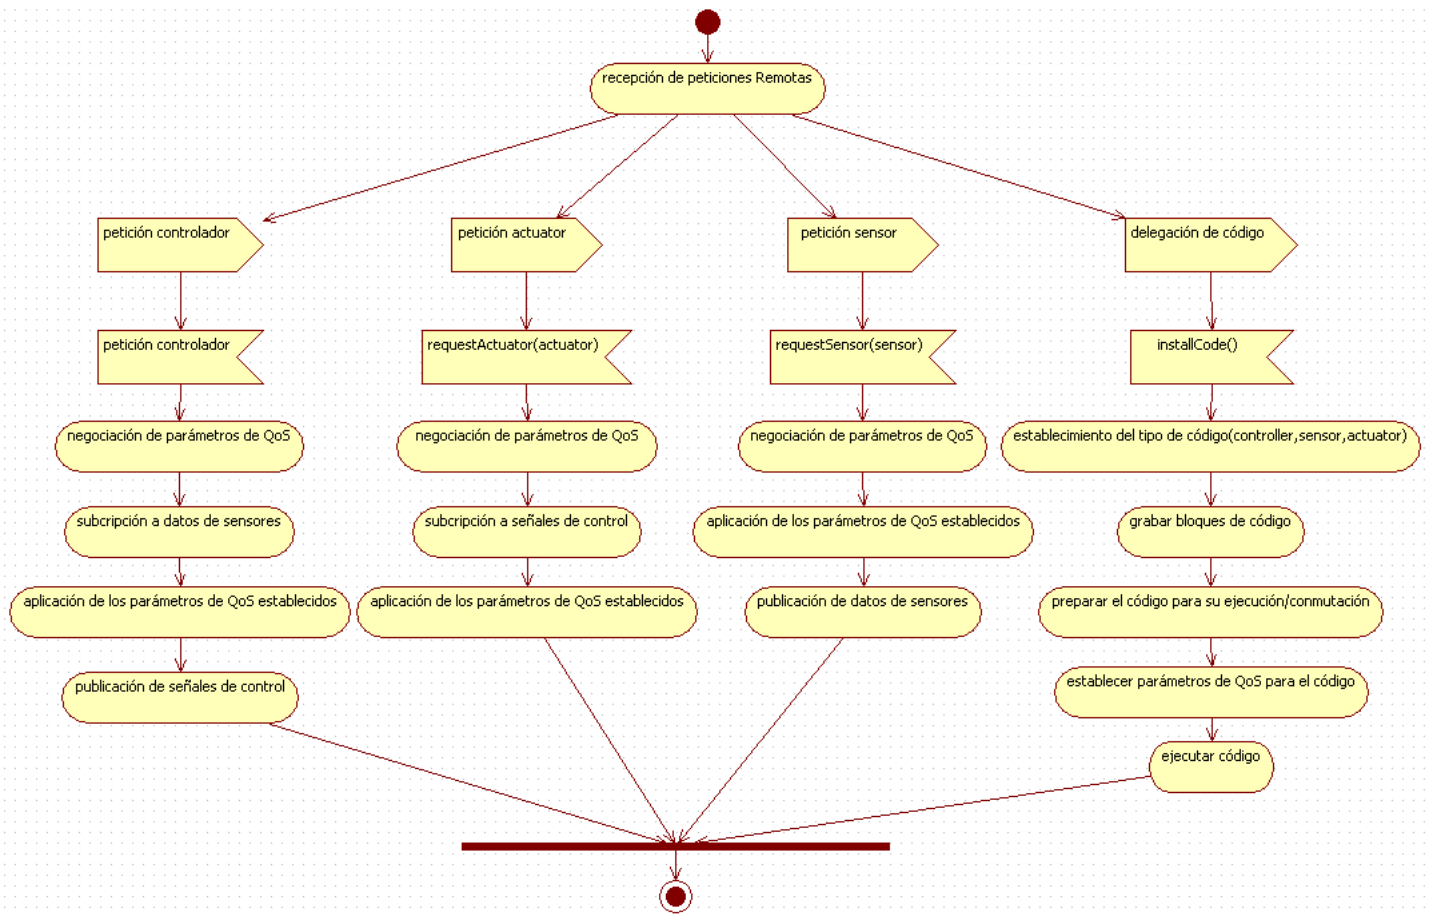 recepción de peticiones Remotas
petición controlador
petición actuator
petición sensor
delegación de código
petición controlador
requestActuator(actuator)
requestSensor(sensor)
installCode()
negociación de parámetros de QoS
negociación de parámetros de QoS
negociación de parámetros de QoS
establecimiento del tipo de código(controller,sensor,actuator)
subcripción a datos de sensores
subcripción a señales de control
aplicación de los parámetros de QoS establecidos
grabar bloques de código
aplicación de los parámetros de QoS establecidos
aplicación de los parámetros de QoS establecidos
publicación de datos de sensores
preparar el código para su ejecución/conmutación
publicación de señales de control
establecer parámetros de QoS para el código
ejecutar código